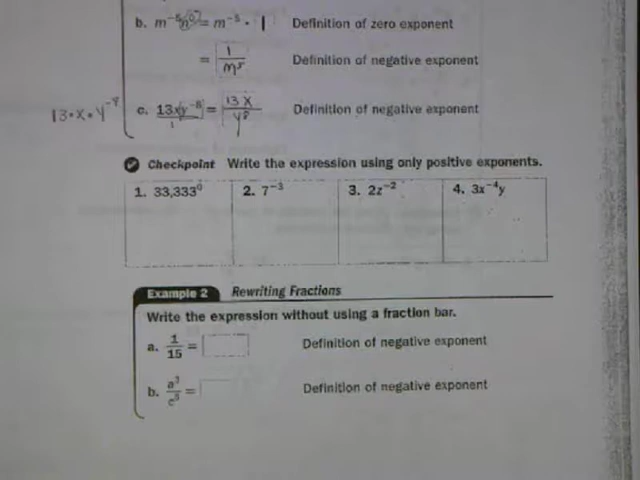 b. m⁻⁵n⁰ = m⁻⁵ · 1 Definition of zero exponent
= 1/m⁵ Definition of negative exponent
13·x·y⁻⁸ c. 13xy⁻⁸/1 = 13x/y⁸ Definition of negative exponent
Checkpoint Write the expression using only positive exponents.
1. 33,333⁰ 2. 7⁻³ 3. 2z⁻² 4. 3x⁻⁴y
Example 2 Rewriting Fractions
Write the expression without using a fraction bar.
a. 1/15 = Definition of negative exponent
b. a³/c⁵ = Definition of negative exponent